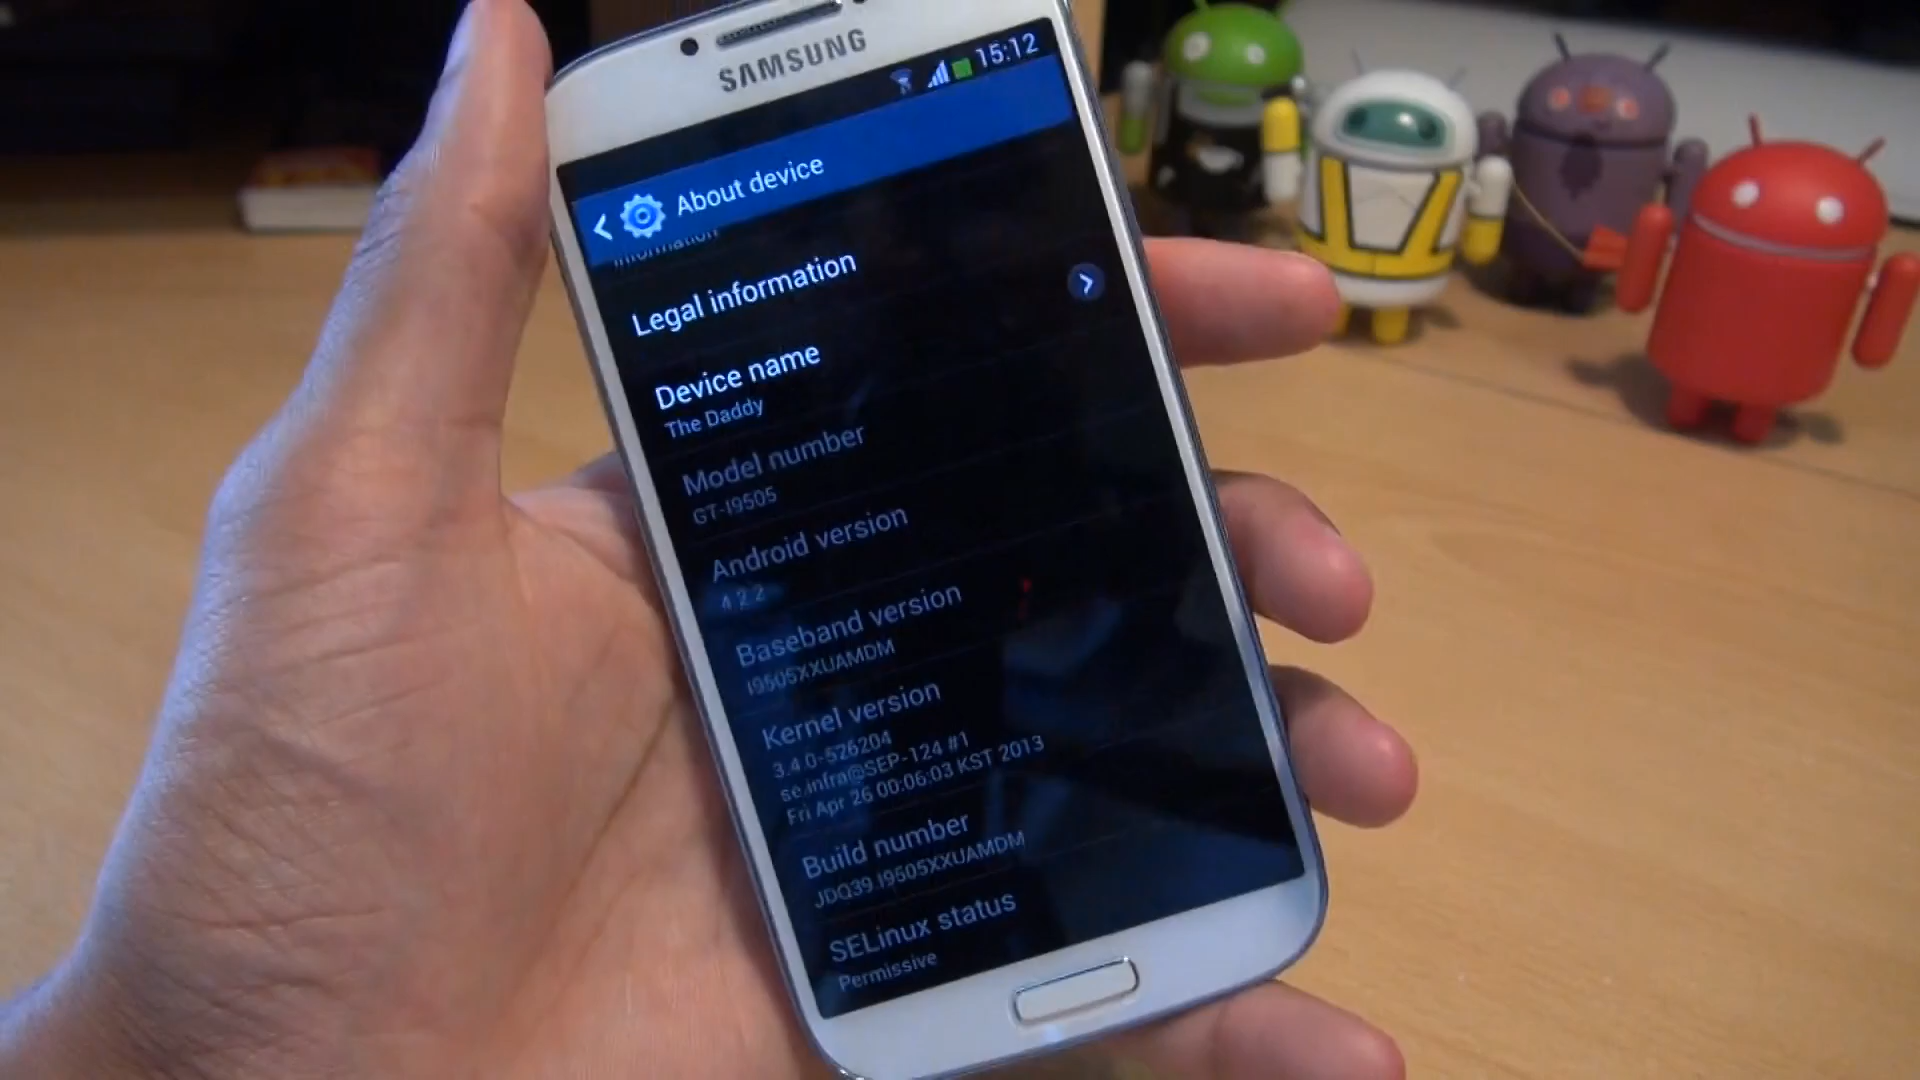 SAMSUNG
15:12
About device
information
Legal information
Device name
The Daddy
Model number
GT-I9505
Android version
4.2.2
Baseband version
I9505XXUAMDM
Kernel version
3.4.0-526204
se.infra@SEP-124 #1
Fri Apr 26 00:06:03 KST 2013
Build number
JDQ39.I9505XXUAMDM
SELinux status
Permissive